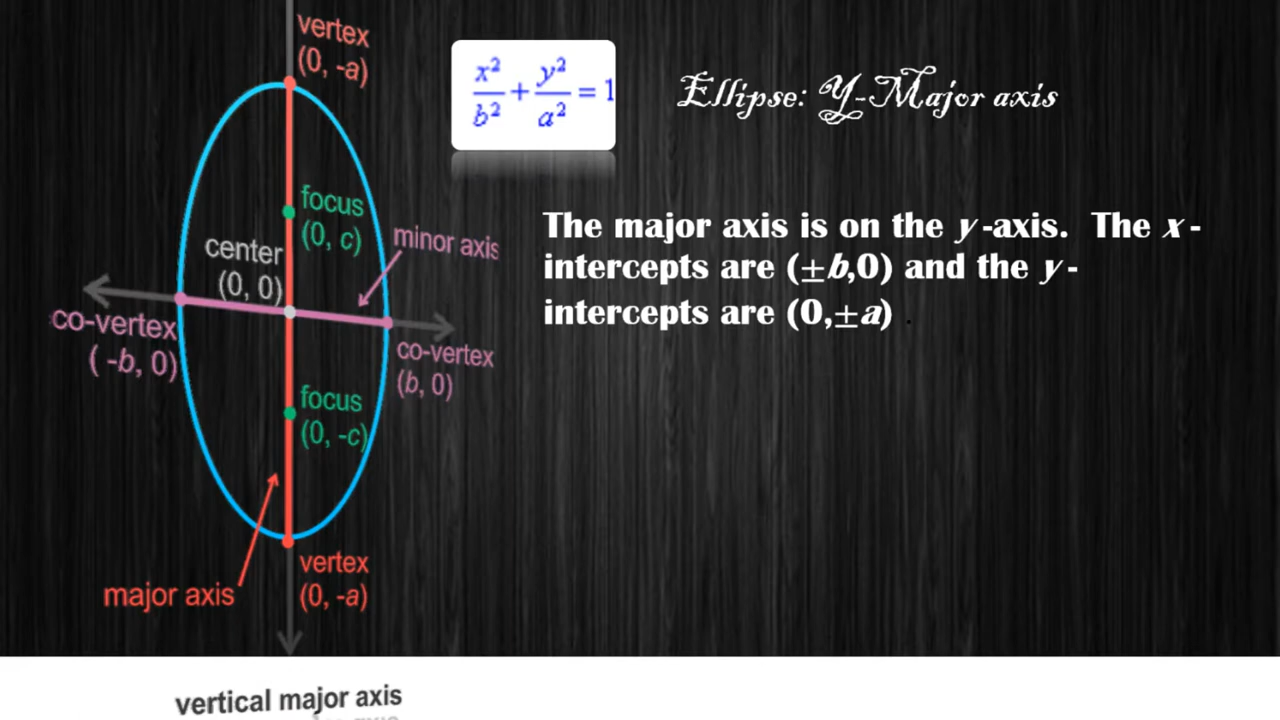 vertex
(0, -a)
x²/b² + y²/a² = 1
Ellipse: Y-Major axis
focus
(0, c)
minor axis
center
(0, 0)
The major axis is on the y-axis. The x-
intercepts are (±b,0) and the y-
intercepts are (0,±a) .
co-vertex
( -b, 0)
co-vertex
(b, 0)
focus
(0, -c)
major axis
vertex
(0, -a)
vertical major axis